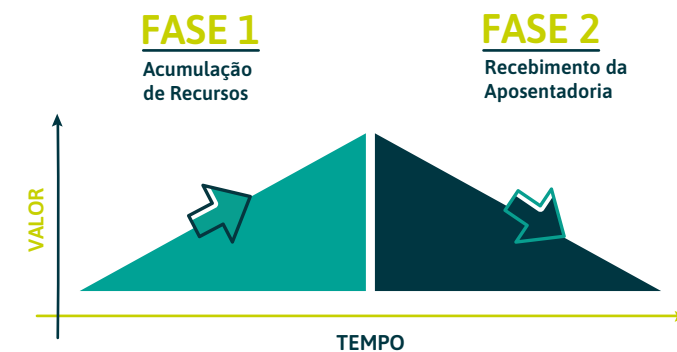 FASE 1
Acumulação
de Recursos
FASE 2
Recebimento da
Aposentadoria
VALOR
TEMPO